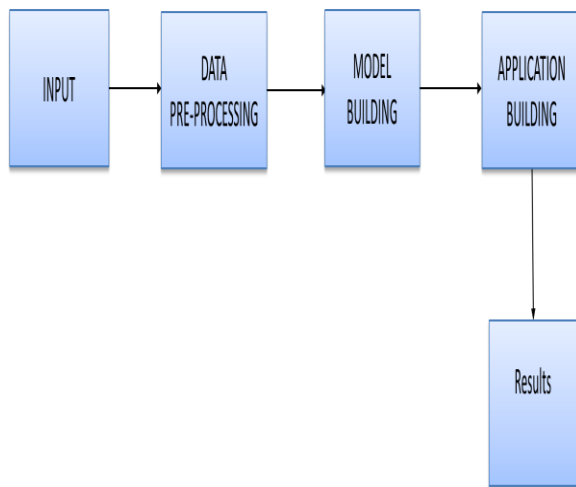 INPUT
DATA
PRE-PROCESSING
MODEL
BUILDING
APPLICATION
BUILDING
Results